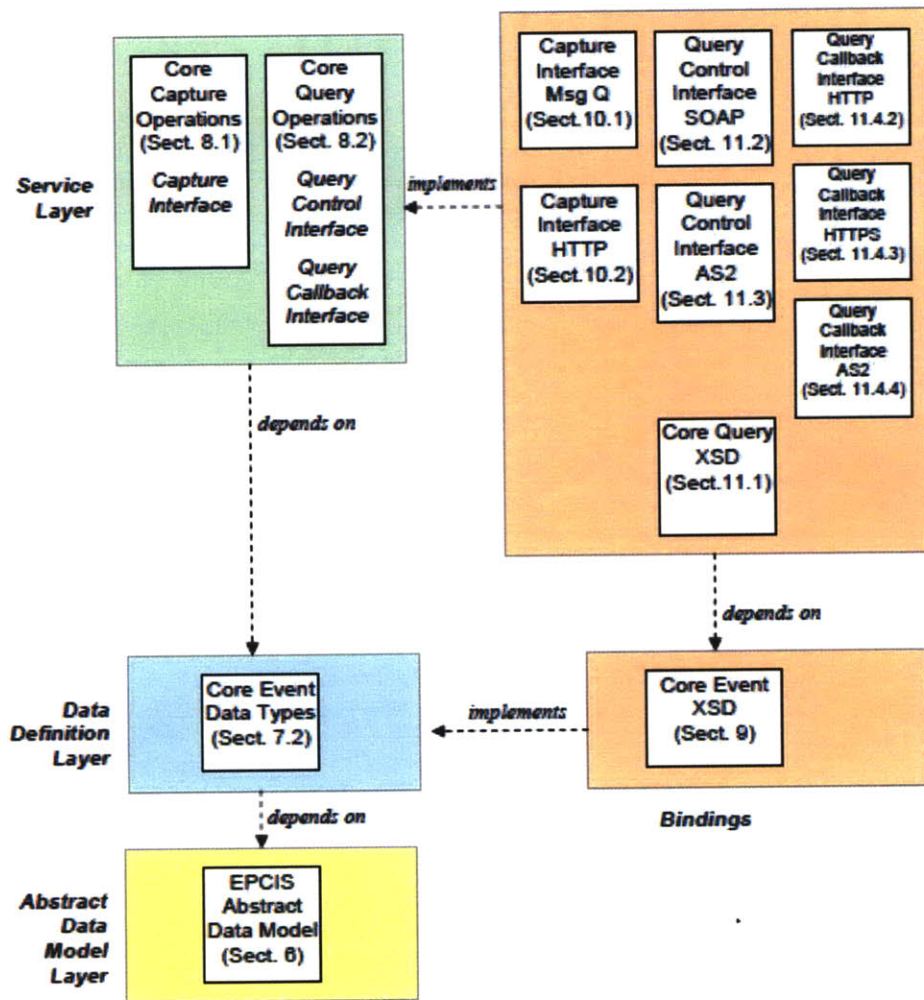 Service
Layer
Core
Capture
Operations
(Sect. 8.1)
Capture
Interface
Core
Query
Operations
(Sect. 8.2)
Query
Control
Interface
Query
Callback
Interface
implements
Capture
Interface
Msg Q
(Sect.10.1)
Query
Control
Interface
SOAP
(Sect. 11.2)
Query
Callback
Interface
HTTP
(Sect. 11.4.2)
Capture
Interface
HTTP
(Sect.10.2)
Query
Control
Interface
AS2
(Sect. 11.3)
Query
Callback
Interface
HTTPS
(Sect. 11.4.3)
Query
Callback
Interface
AS2
(Sect. 11.4.4)
Core Query
XSD
(Sect.11.1)
depends on
depends on
Data
Definition
Layer
Core Event
Data Types
(Sect. 7.2)
implements
Core Event
XSD
(Sect. 9)
Bindings
depends on
Abstract
Data
Model
Layer
EPCIS
Abstract
Data Model
(Sect. 6)